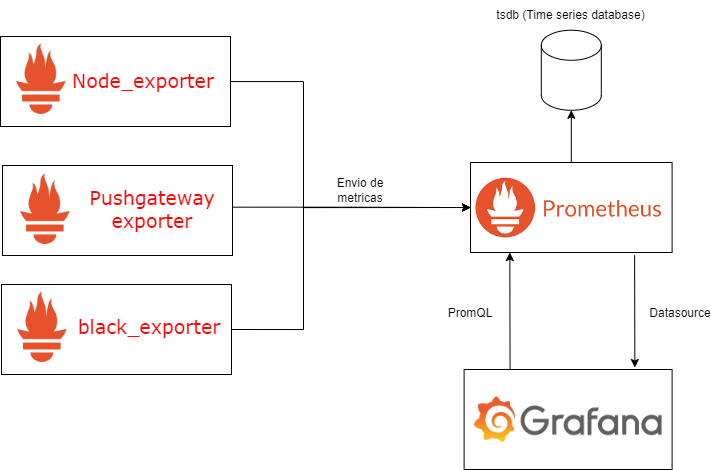 tsdb (Time series database)
Node_exporter
Pushgateway
exporter
Envio de
metricas
Prometheus
black_exporter
PromQL
Datasource
Grafana